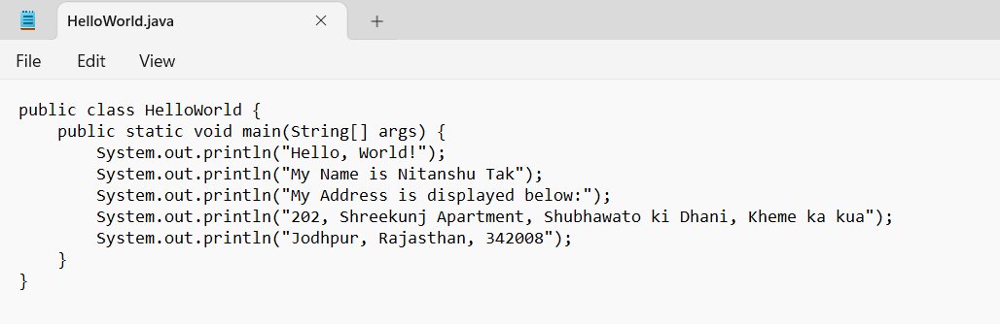 HelloWorld.java
File Edit View
public class HelloWorld {
    public static void main(String[] args) {
        System.out.println("Hello, World!");
        System.out.println("My Name is Nitanshu Tak");
        System.out.println("My Address is displayed below:");
        System.out.println("202, Shreekunj Apartment, Shubhawato ki Dhani, Kheme ka kua");
        System.out.println("Jodhpur, Rajasthan, 342008");
    }
}